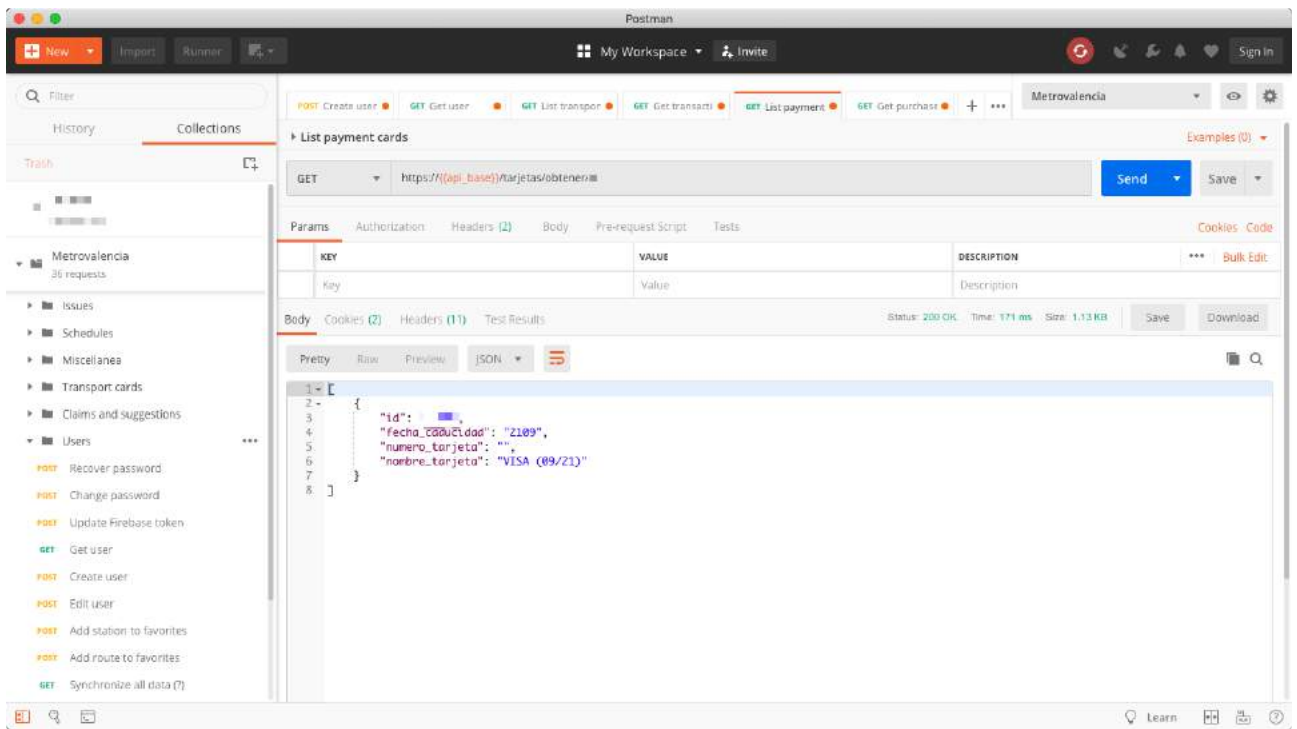 Postman
New Import Runner My Workspace Invite Sign In
Filter
History Collections
Trash
Metrovalencia
36 requests
Issues
Schedules
Miscellanea
Transport cards
Claims and suggestions
Users
POST Recover password
POST Change password
POST Update Firebase token
GET Get user
POST Create user
POST Edit user
POST Add station to favorites
POST Add route to favorites
GET Synchronize all data (?)
POST Create user GET Get user GET List transpor GET Get transacti GET List payment GET Get purchase + ••• Metrovalencia
List payment cards Examples (0)
GET https://{{api_base}}/tarjetas/obtener/ Send Save
Params Authorization Headers (2) Body Pre-request Script Tests Cookies Code
KEY VALUE DESCRIPTION ••• Bulk Edit
Key Value Description
Body Cookies (2) Headers (11) Test Results Status: 200 OK Time: 171 ms Size: 1.13 KB Save Download
Pretty Raw Preview JSON
1 [
2 {
3 "id": ,
4 "fecha_caducidad": "2109",
5 "numero_tarjeta": "",
6 "nombre_tarjeta": "VISA (09/21)"
7 }
8 ]
Learn